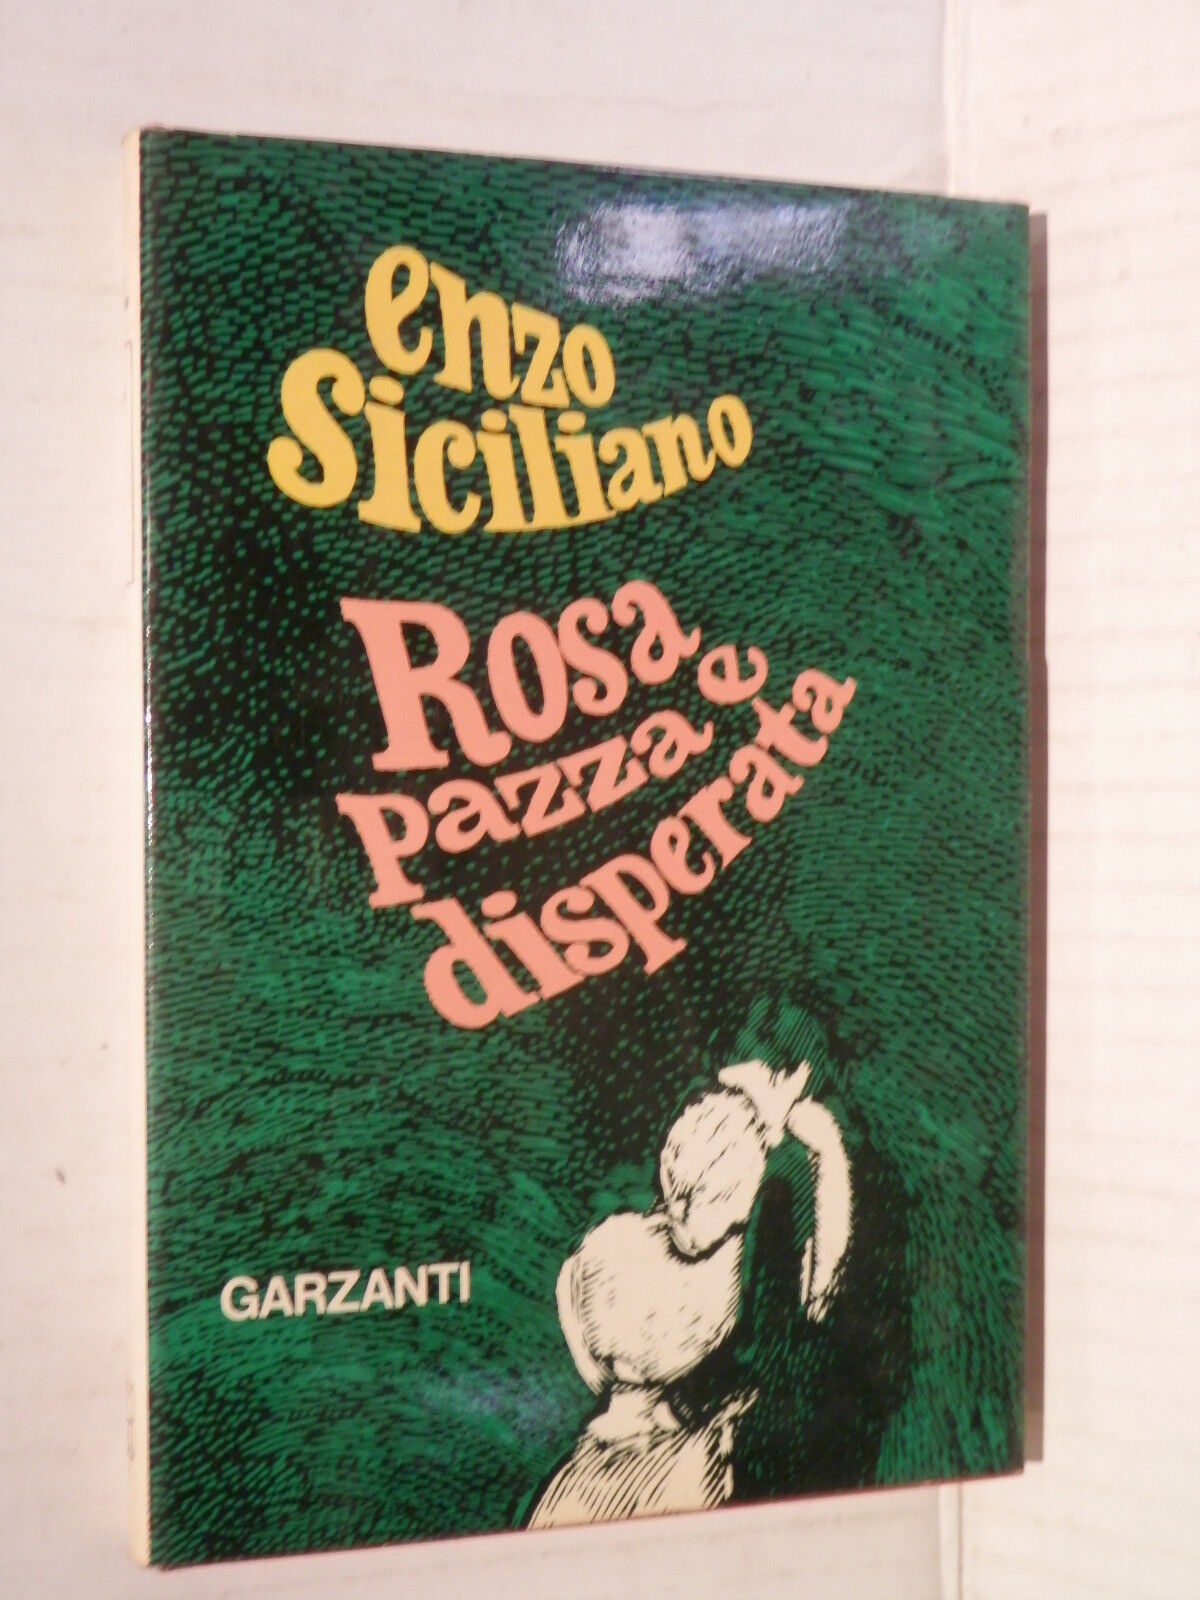 enzo
Siciliano
Rosa
pazza e
disperata
GARZANTI